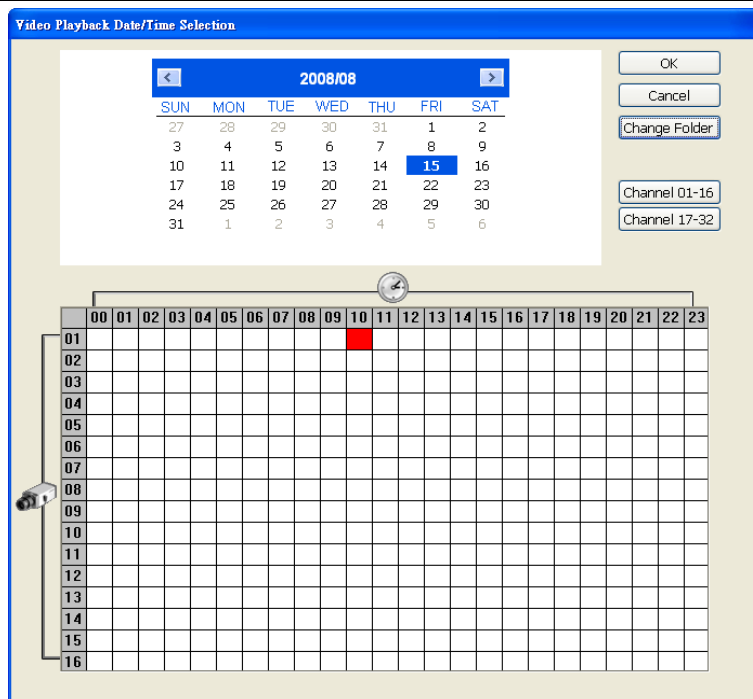 Video Playback Date/Time Selection
2008/08
SUN MON TUE WED THU FRI SAT
27 28 29 30 31 1 2
3 4 5 6 7 8 9
10 11 12 13 14 15 16
17 18 19 20 21 22 23
24 25 26 27 28 29 30
31 1 2 3 4 5 6
OK
Cancel
Change Folder
Channel 01-16
Channel 17-32
00 01 02 03 04 05 06 07 08 09 10 11 12 13 14 15 16 17 18 19 20 21 22 23
01
02
03
04
05
06
07
08
09
10
11
12
13
14
15
16